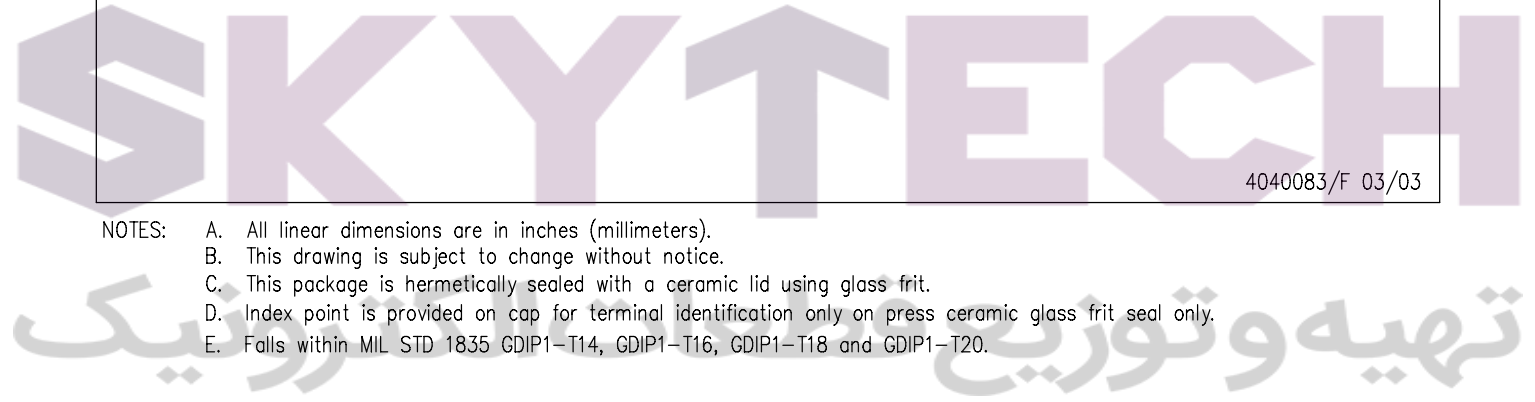 SKYTECH
4040083/F 03/03
NOTES: A. All linear dimensions are in inches (millimeters).
B. This drawing is subject to change without notice.
C. This package is hermetically sealed with a ceramic lid using glass frit.
D. Index point is provided on cap for terminal identification only on press ceramic glass frit seal only.
E. Falls within MIL STD 1835 GDIP1-T14, GDIP1-T16, GDIP1-T18 and GDIP1-T20.
تهیه و توزیع قطعات الکترونیک